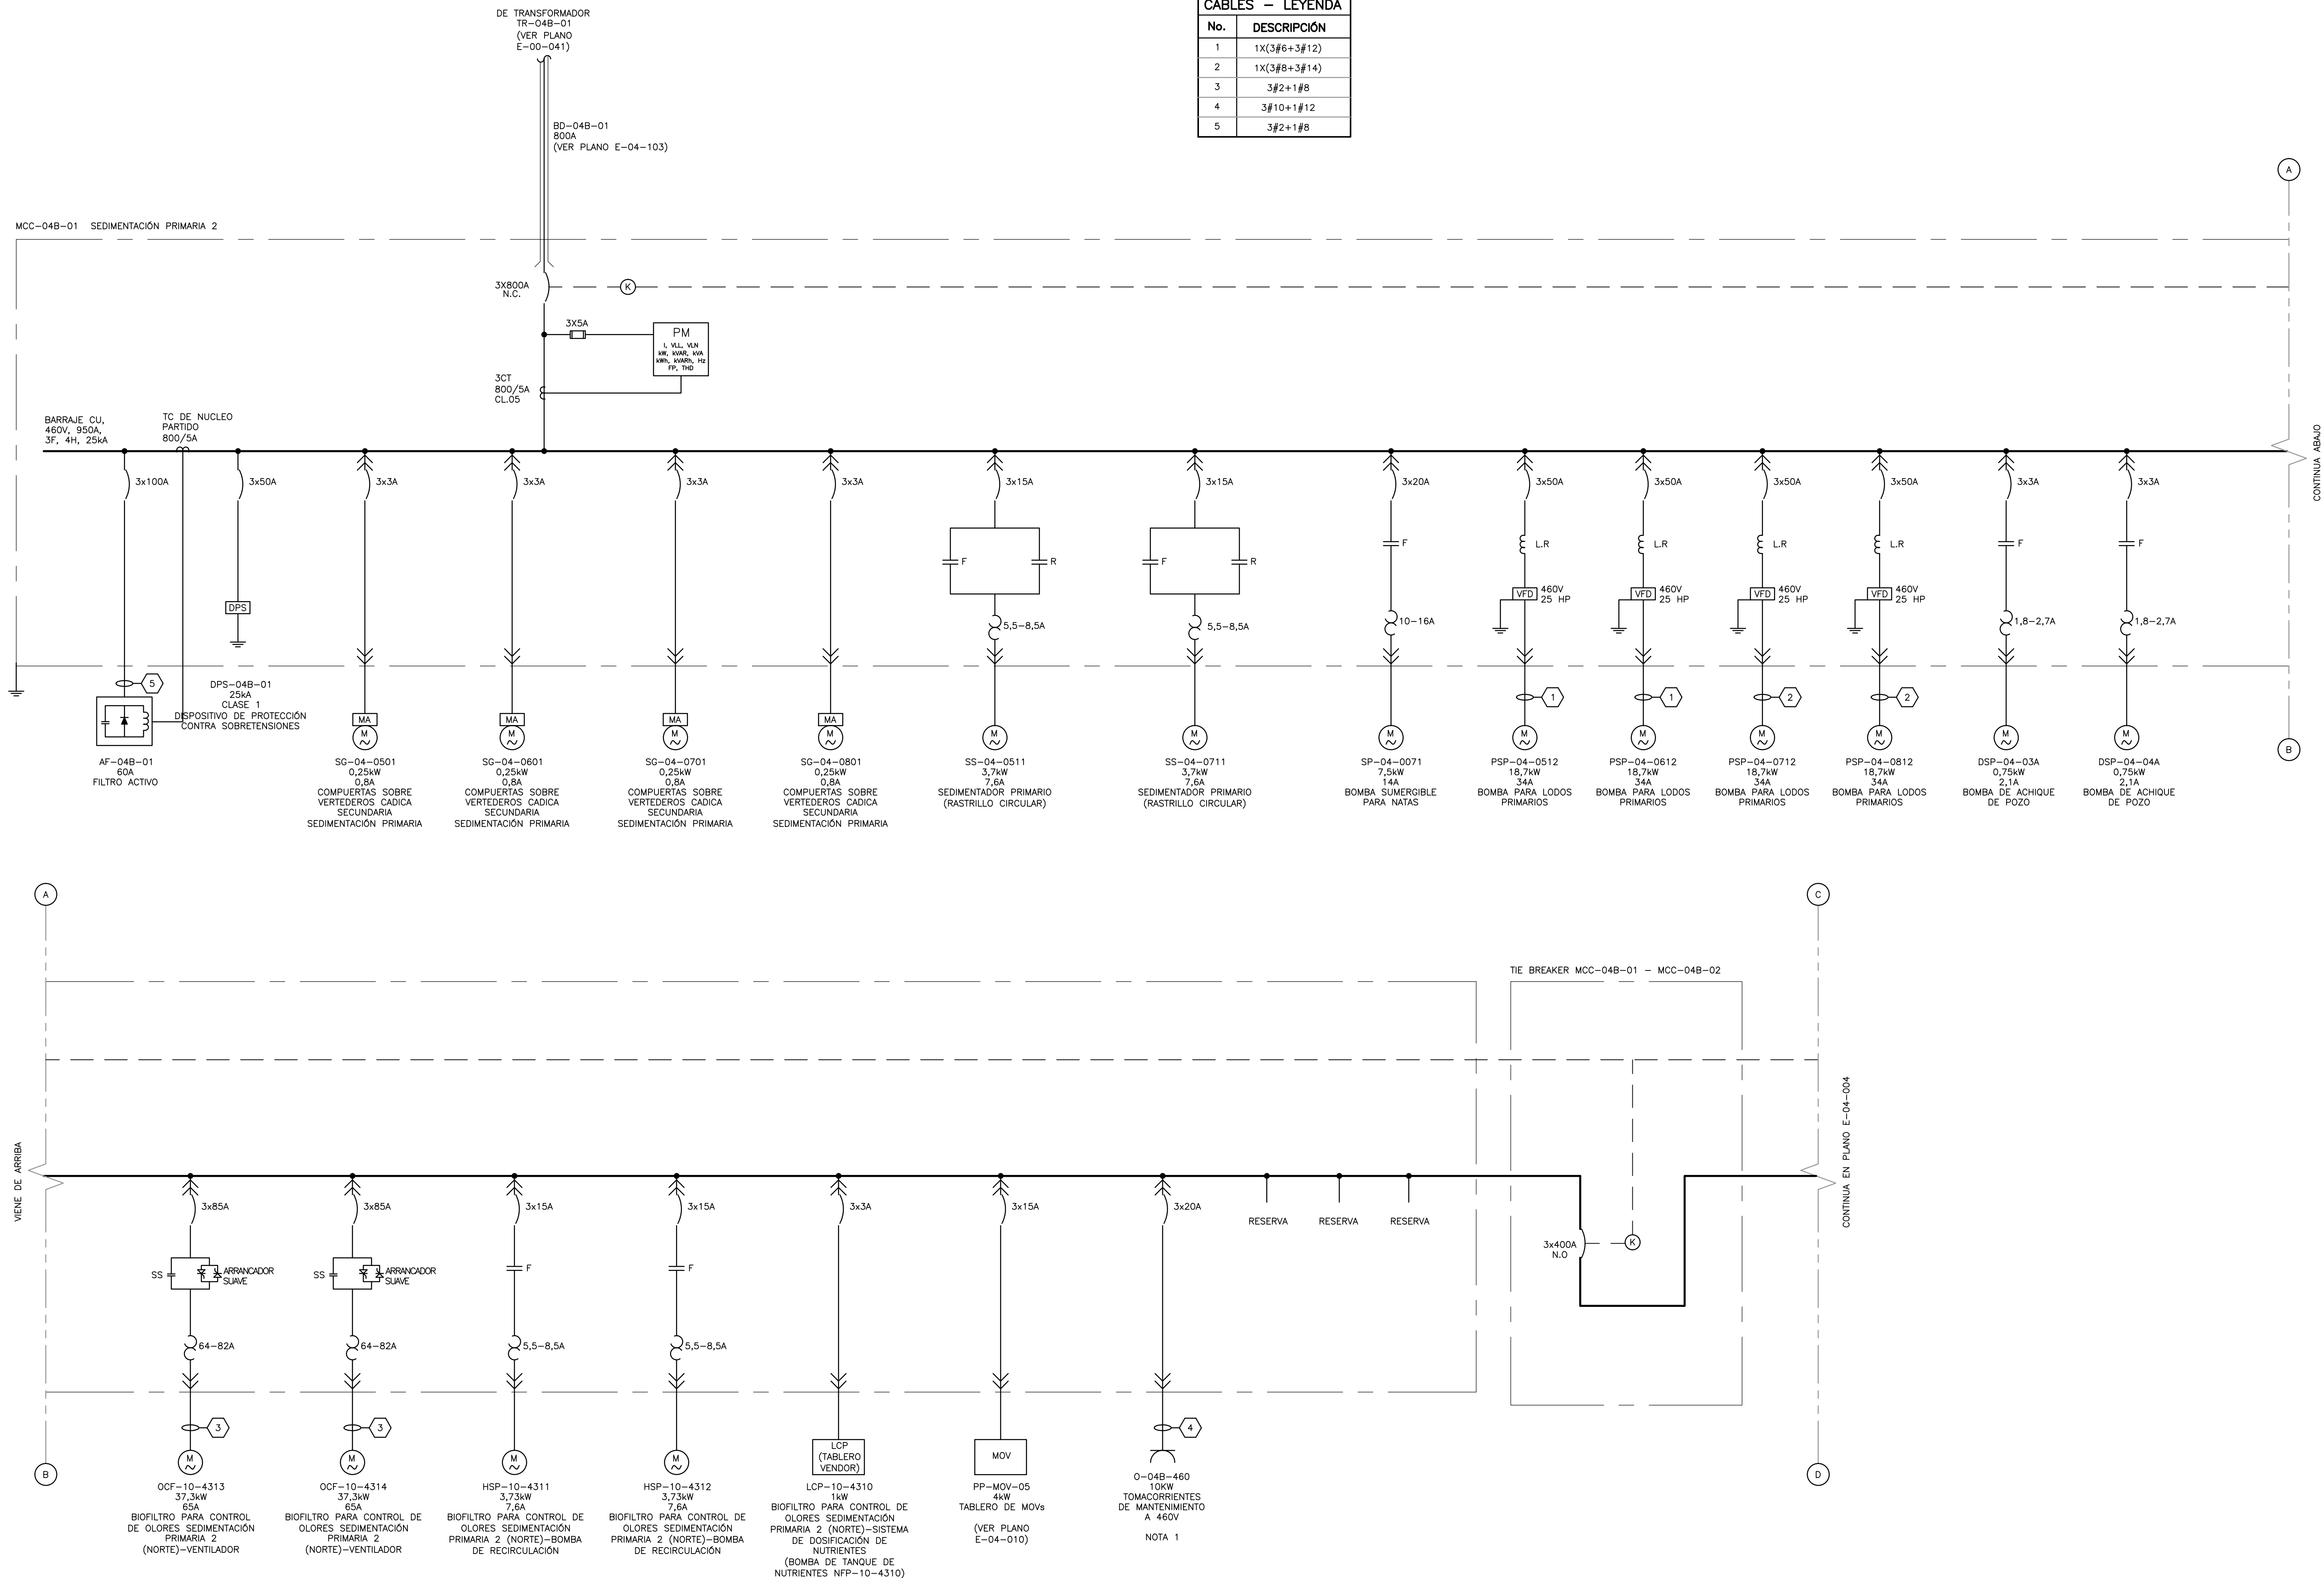 DE TRANSFORMADOR
TR-04B-01
(VER PLANO
E-00-041)
CABLES - LEYENDA
No. DESCRIPCIÓN
1 1X(3#6+3#12)
2 1X(3#8+3#14)
3 3#2+1#8
4 3#10+1#12
5 3#2+1#8
BD-04B-01
800A
(VER PLANO E-04-103)
A
MCC-04B-01 SEDIMENTACIÓN PRIMARIA 2
3X800A
N.C.
K
3X5A
PM
I, VLL, VLN
kW, kVAR, kVA
kWh, kVARh, Hz
FP, THD
3CT
800/5A
CL.05
BARRAJE CU,
460V, 950A,
3F, 4H, 25kA
TC DE NUCLEO
PARTIDO
800/5A
CONTINUA ABAJO
3x100A
3x50A
3x3A
3x3A
3x3A
3x3A
3x15A
3x15A
3x20A
3x50A
3x50A
3x50A
3x50A
3x3A
3x3A
F
R
F
R
F
L.R
L.R
L.R
L.R
F
F
DPS
VFD
460V
25 HP
VFD
460V
25 HP
VFD
460V
25 HP
VFD
460V
25 HP
5,5-8,5A
5,5-8,5A
10-16A
1,8-2,7A
1,8-2,7A
5
1
1
2
2
DPS-04B-01
25kA
CLASE 1
DISPOSITIVO DE PROTECCIÓN
CONTRA SOBRETENSIONES
MA
M
MA
M
MA
M
MA
M
M
M
M
M
M
M
M
M
M
B
AF-04B-01
60A
FILTRO ACTIVO
SG-04-0501
0,25kW
0,8A
COMPUERTAS SOBRE
VERTEDEROS CADICA
SECUNDARIA
SEDIMENTACIÓN PRIMARIA
SG-04-0601
0,25kW
0,8A
COMPUERTAS SOBRE
VERTEDEROS CADICA
SECUNDARIA
SEDIMENTACIÓN PRIMARIA
SG-04-0701
0,25kW
0,8A
COMPUERTAS SOBRE
VERTEDEROS CADICA
SECUNDARIA
SEDIMENTACIÓN PRIMARIA
SG-04-0801
0,25kW
0,8A
COMPUERTAS SOBRE
VERTEDEROS CADICA
SECUNDARIA
SEDIMENTACIÓN PRIMARIA
SS-04-0511
3,7kW
7,6A
SEDIMENTADOR PRIMARIO
(RASTRILLO CIRCULAR)
SS-04-0711
3,7kW
7,6A
SEDIMENTADOR PRIMARIO
(RASTRILLO CIRCULAR)
SP-04-0071
7,5kW
14A
BOMBA SUMERGIBLE
PARA NATAS
PSP-04-0512
18,7kW
34A
BOMBA PARA LODOS
PRIMARIOS
PSP-04-0612
18,7kW
34A
BOMBA PARA LODOS
PRIMARIOS
PSP-04-0712
18,7kW
34A
BOMBA PARA LODOS
PRIMARIOS
PSP-04-0812
18,7kW
34A
BOMBA PARA LODOS
PRIMARIOS
DSP-04-03A
0,75kW
2,1A
BOMBA DE ACHIQUE
DE POZO
DSP-04-04A
0,75kW
2,1A
BOMBA DE ACHIQUE
DE POZO
A
C
TIE BREAKER MCC-04B-01 - MCC-04B-02
VIENE DE ARRIBA
CONTINUA EN PLANO E-04-004
3x85A
3x85A
3x15A
3x15A
3x3A
3x15A
3x20A
RESERVA
RESERVA
RESERVA
3x400A
N.O
K
SS
ARRANCADOR
SUAVE
SS
ARRANCADOR
SUAVE
F
F
64-82A
64-82A
5,5-8,5A
5,5-8,5A
3
3
4
M
M
M
M
LCP
(TABLERO
VENDOR)
MOV
B
D
OCF-10-4313
37,3kW
65A
BIOFILTRO PARA CONTROL
DE OLORES SEDIMENTACIÓN
PRIMARIA 2
(NORTE)-VENTILADOR
OCF-10-4314
37,3kW
65A
BIOFILTRO PARA CONTROL DE
OLORES SEDIMENTACIÓN
PRIMARIA 2
(NORTE)-VENTILADOR
HSP-10-4311
3,73kW
7,6A
BIOFILTRO PARA CONTROL DE
OLORES SEDIMENTACIÓN
PRIMARIA 2 (NORTE)-BOMBA
DE RECIRCULACIÓN
HSP-10-4312
3,73kW
7,6A
BIOFILTRO PARA CONTROL DE
OLORES SEDIMENTACIÓN
PRIMARIA 2 (NORTE)-BOMBA
DE RECIRCULACIÓN
LCP-10-4310
1kW
BIOFILTRO PARA CONTROL DE
OLORES SEDIMENTACIÓN
PRIMARIA 2 (NORTE)-SISTEMA
DE DOSIFICACIÓN DE
NUTRIENTES
(BOMBA DE TANQUE DE
NUTRIENTES NFP-10-4310)
PP-MOV-05
4kW
TABLERO DE MOVs
(VER PLANO
E-04-010)
O-04B-460
10KW
TOMACORRIENTES
DE MANTENIMIENTO
A 460V
NOTA 1